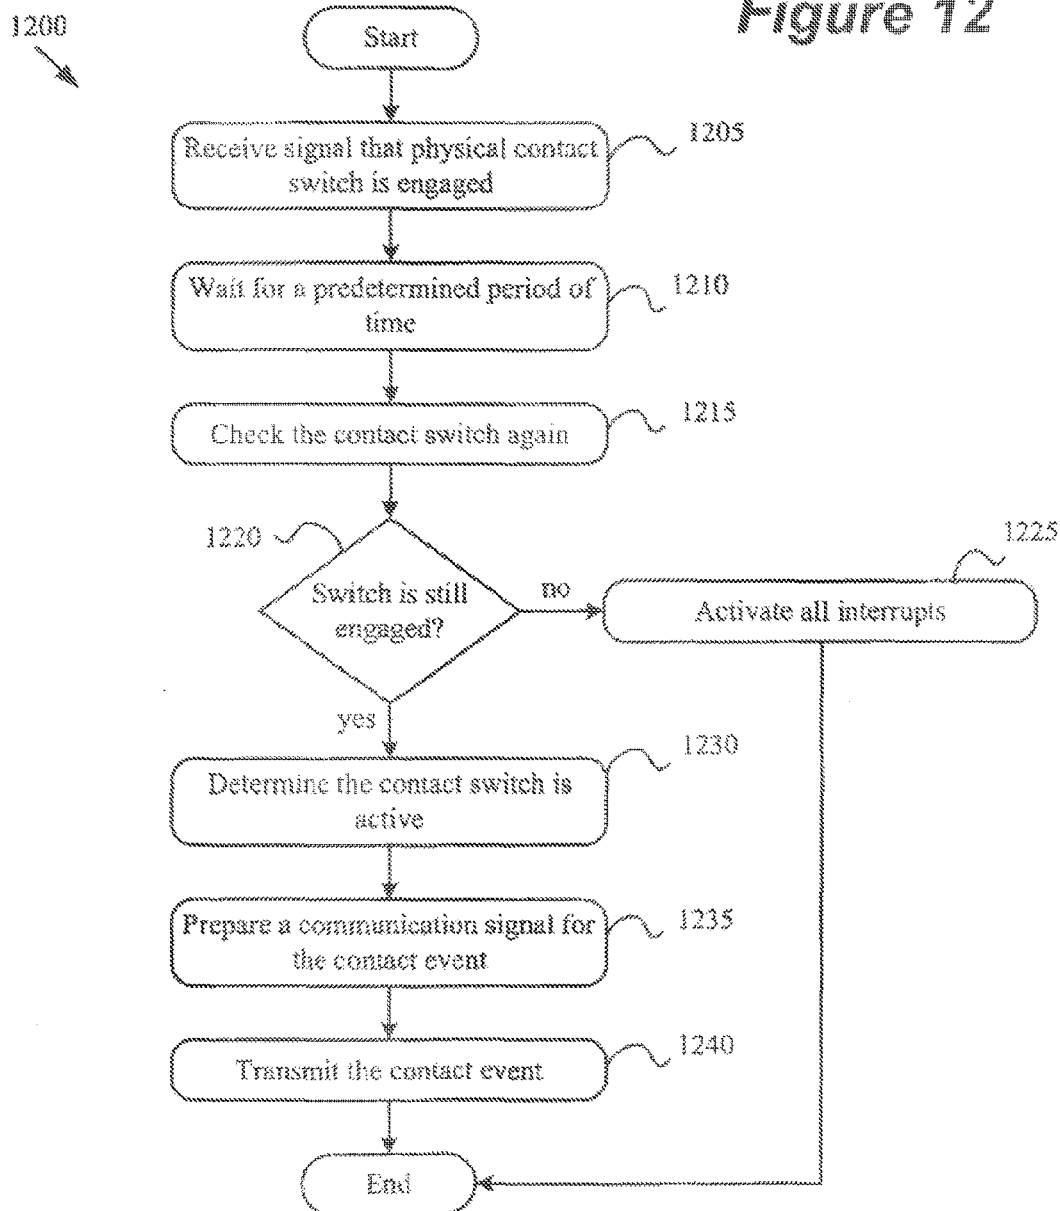 Figure 12
1200
Start
Receive signal that physical contact
switch is engaged
1205
Wait for a predetermined period of
time
1210
Check the contact switch again
1215
1220
Switch is still
engaged?
no
Activate all interrupts
1225
yes
Determine the contact switch is
active
1230
Prepare a communication signal for
the contact event
1235
Transmit the contact event
1240
End